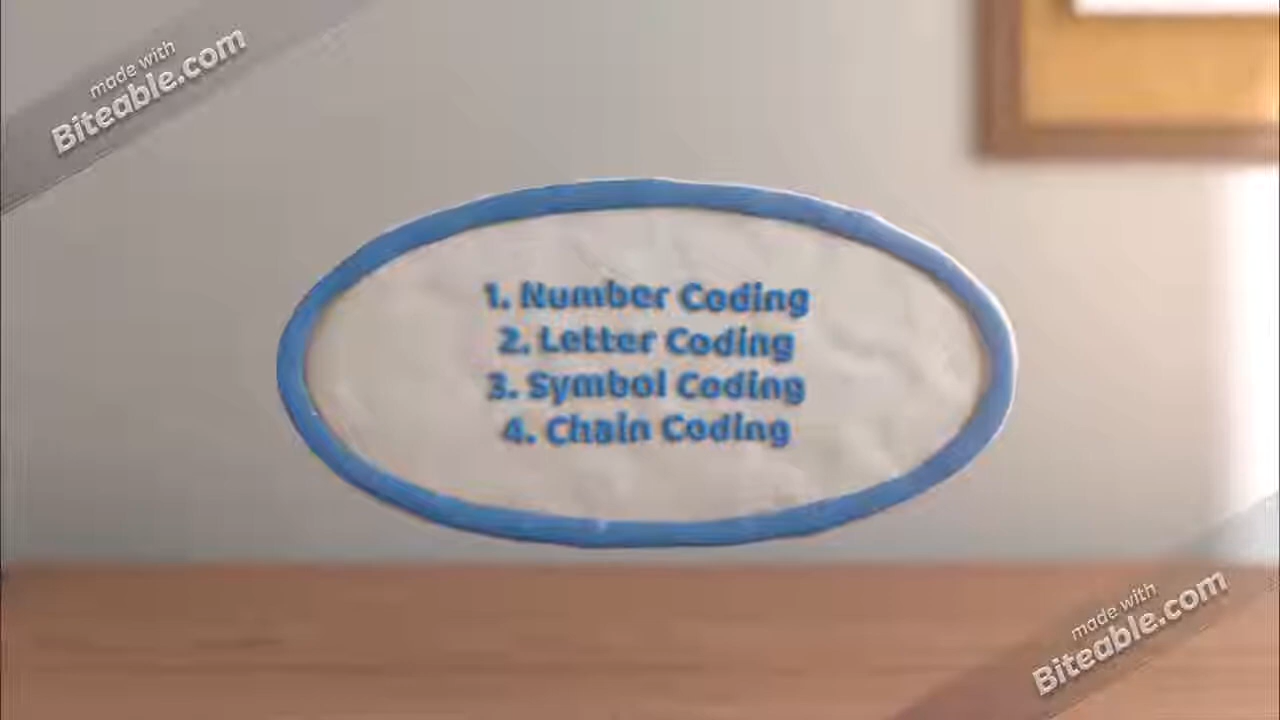 made with
Biteable.com
1. Number Coding
2. Letter Coding
3. Symbol Coding
4. Chain Coding
made with
Biteable.com